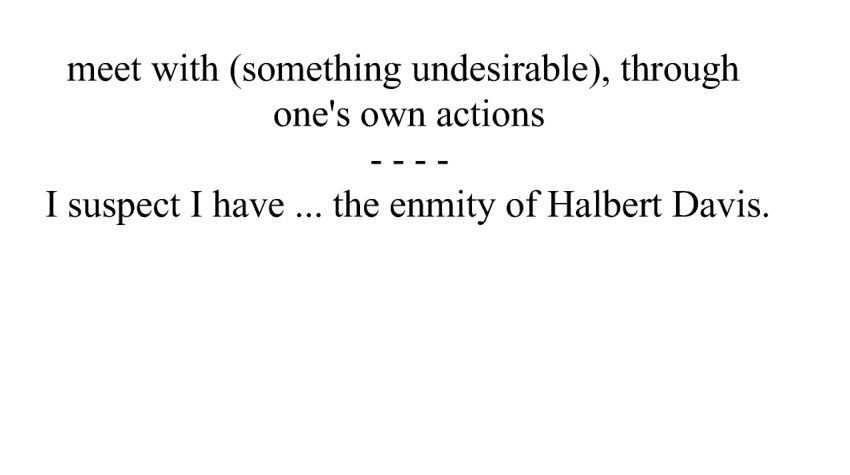 meet with (something undesirable), through
one's own actions
- - - -
I suspect I have ... the enmity of Halbert Davis.